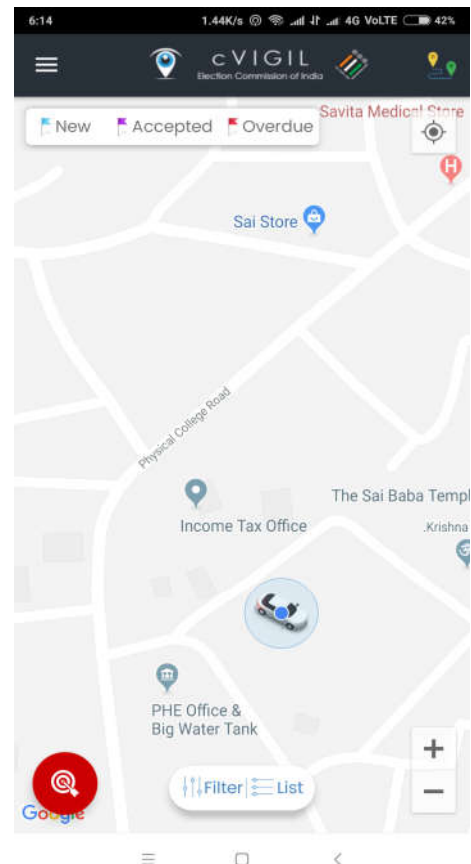 6:14 1.44K/s 4G VoLTE 42%
cVIGIL
Election Commission of India
Savita Medical Store
New Accepted Overdue
H
Sai Store
Physical College Road
The Sai Baba Templ
Income Tax Office
.Krishna
PHE Office &
Big Water Tank
+
Filter List
−
Google